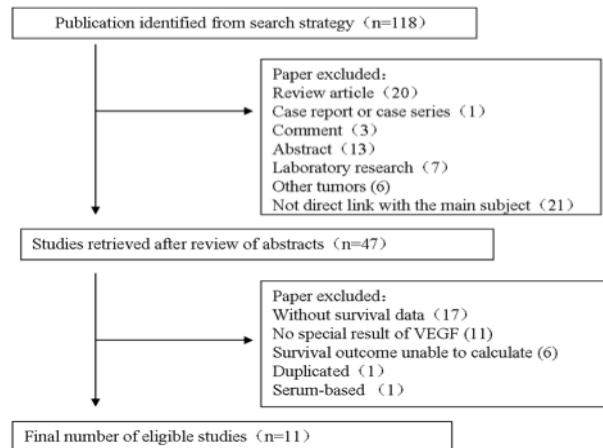 Publication identified from search strategy（n=118）
Paper excluded:
Review article（20）
Case report or case series（1）
Comment（3）
Abstract（13）
Laboratory research（7）
Other tumors (6)
Not direct link with the main subject（21）
Studies retrieved after review of abstracts（n=47）
Paper excluded:
Without survival data（17）
No special result of VEGF (11)
Survival outcome unable to calculate (6)
Duplicated（1）
Serum-based（1）
Final number of eligible studies（n=11）